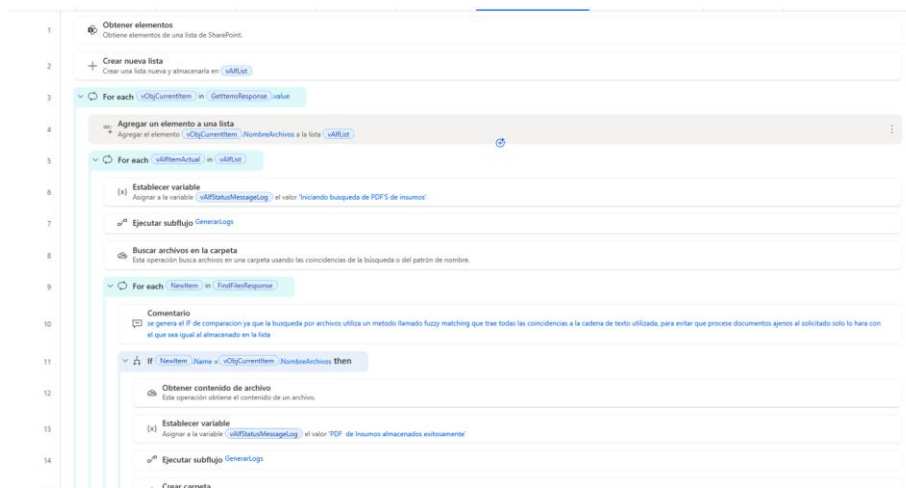 1
Obtener elementos
Obtiene elementos de una lista de SharePoint.
2
Crear nueva lista
Crear una lista nueva y almacenarla en vAlfList
3
For each vObjCurrentItem in GetItemsResponse .value
4
Agregar un elemento a una lista
Agregar el elemento vObjCurrentItem .NombreArchivos a la lista vAlfList
5
For each vAlfItemActual in vAlfList
6
{x} Establecer variable
Asignar a la variable vAlfStatusMessageLog el valor 'Iniciando busqueda de PDF'S de insumos'
7
Ejecutar subflujo GenerarLogs
8
Buscar archivos en la carpeta
Esta operación busca archivos en una carpeta usando las coincidencias de la búsqueda o del patrón de nombre.
9
For each NewItem in FindFilesResponse
10
Comentario
se genera el IF de comparacion ya que la busqueda por archivos utiliza un metodo llamado fuzzy matching que trae todas las coincidencias a la cadena de texto utilizada, para evitar que procese documentos ajenos al solicitado solo lo hara con
el que sea igual al almacenado en la lista
11
If NewItem .Name = vObjCurrentItem .NombreArchivos then
12
Obtener contenido de archivo
Esta operación obtiene el contenido de un archivo.
13
{x} Establecer variable
Asignar a la variable vAlfStatusMessageLog el valor 'PDF de Insumos almacenados exitosamente'
14
Ejecutar subflujo GenerarLogs
Crear carpeta